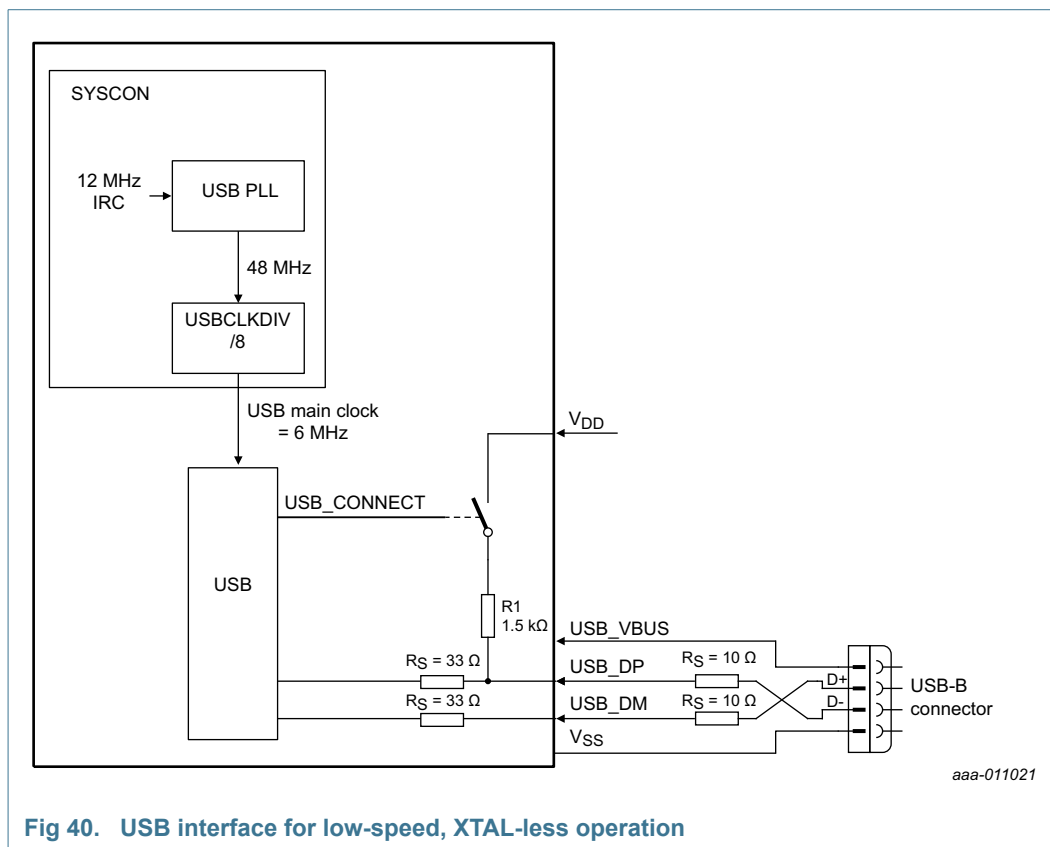 SYSCON
12 MHz
IRC
USB PLL
48 MHz
USBCLKDIV
/8
USB main clock
= 6 MHz
VDD
USB_CONNECT
USB
R1
1.5 kΩ
USB_VBUS
RS = 33 Ω
USB_DP
RS = 10 Ω
D+
USB-B
RS = 33 Ω
USB_DM
RS = 10 Ω
D-
connector
VSS
aaa-011021
Fig 40. USB interface for low-speed, XTAL-less operation